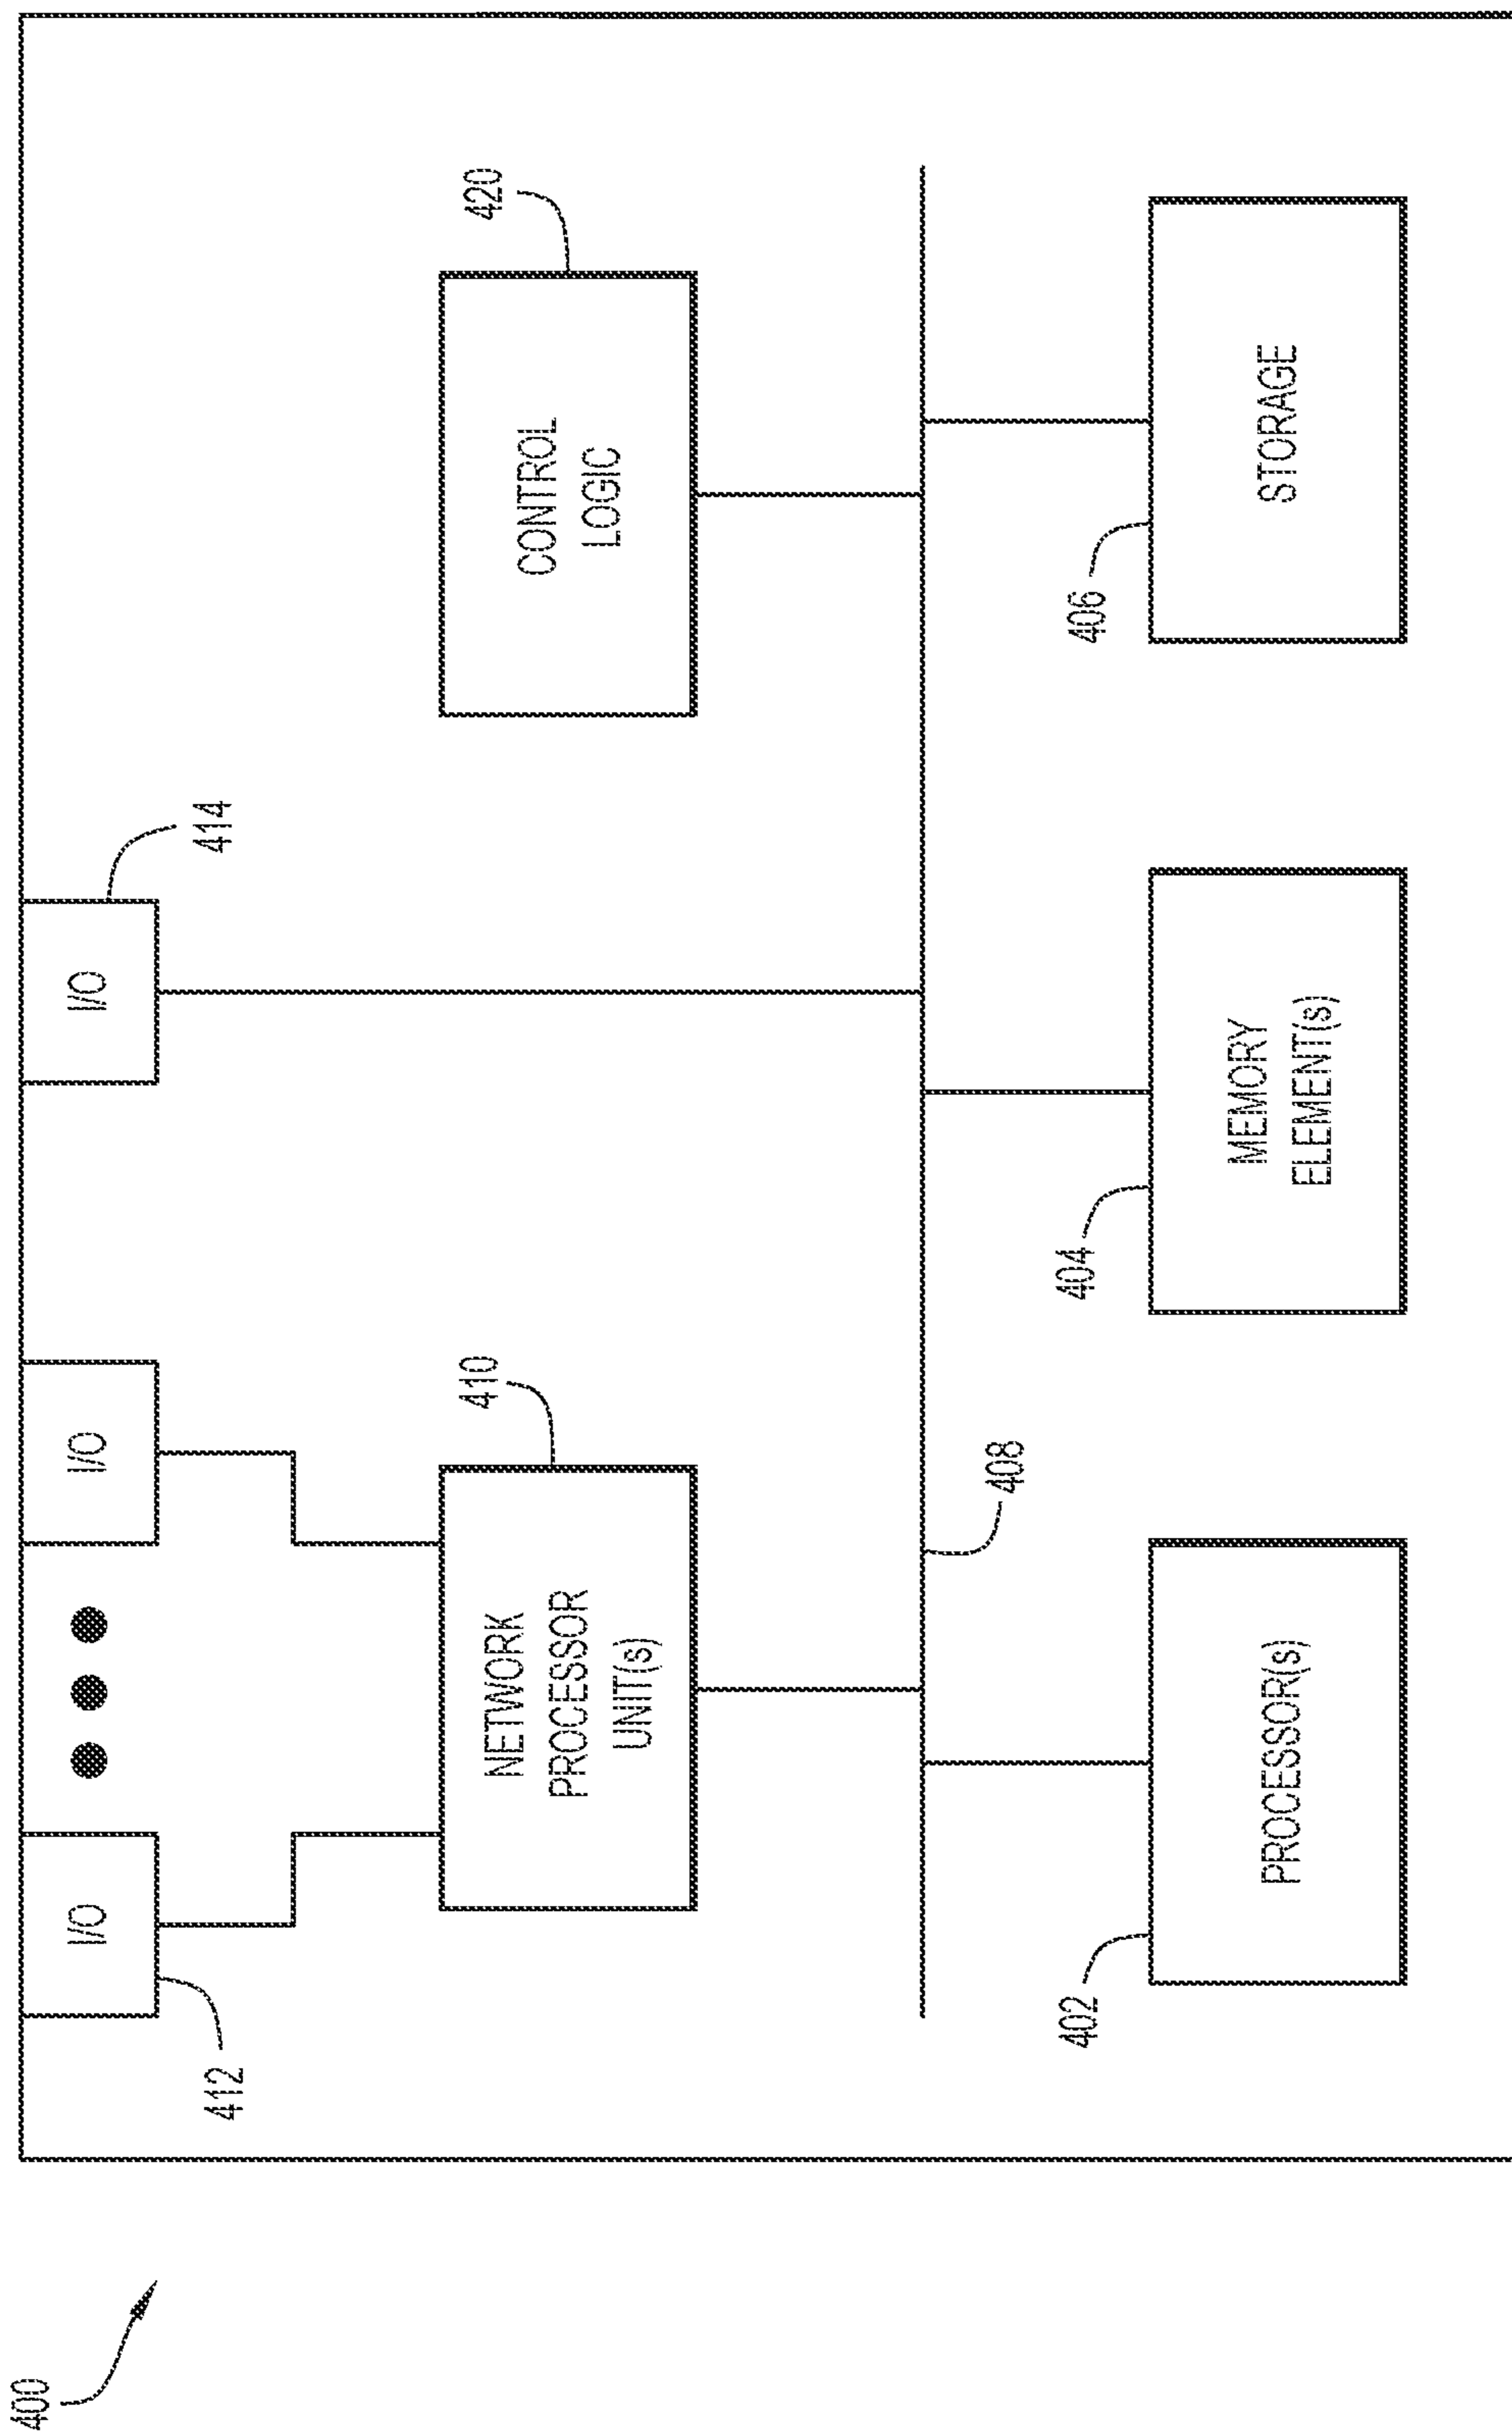 400
412
I/O
I/O
I/O
414
NETWORK
PROCESSOR
UNIT(s)
410
CONTROL
LOGIC
420
408
402
PROCESSOR(s)
404
MEMORY
ELEMENT(s)
406
STORAGE